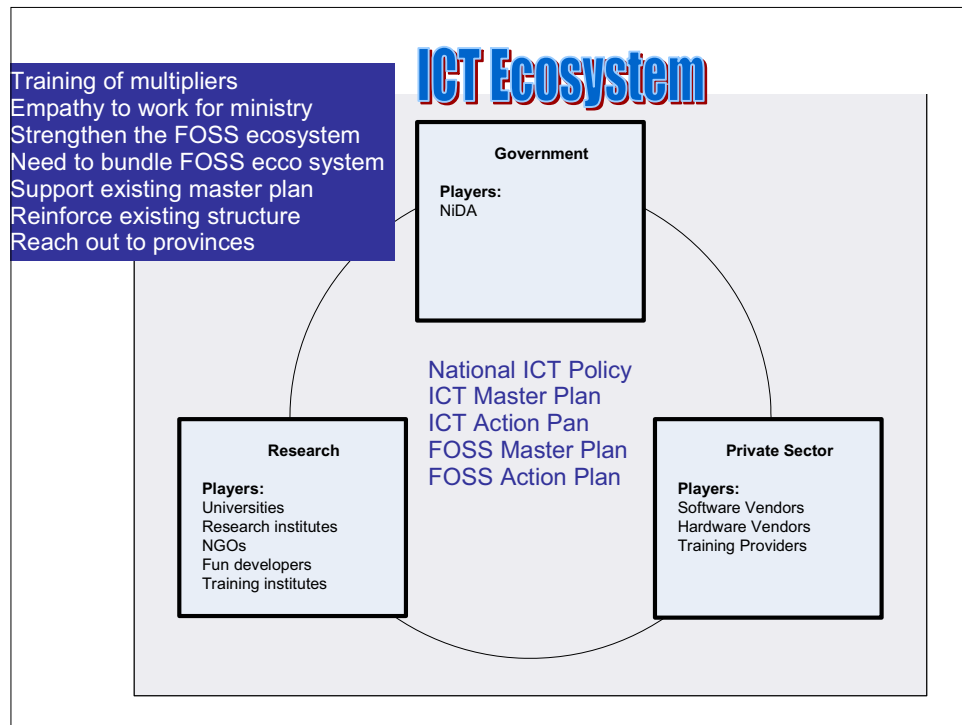 ICT Ecosystem
Training of multipliers
Empathy to work for ministry
Strengthen the FOSS ecosystem
Need to bundle FOSS ecco system
Support existing master plan
Reinforce existing structure
Reach out to provinces
Government
Players:
NiDA
National ICT Policy
ICT Master Plan
ICT Action Pan
FOSS Master Plan
FOSS Action Plan
Research
Players:
Universities
Research institutes
NGOs
Fun developers
Training institutes
Private Sector
Players:
Software Vendors
Hardware Vendors
Training Providers